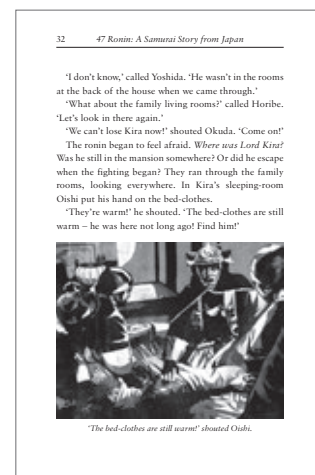 32 47 Ronin: A Samurai Story from Japan
‘I don’t know,’ called Yoshida. ‘He wasn’t in the rooms
at the back of the house when we came through.’
‘What about the family living rooms?’ called Horibe.
‘Let’s look in there again.’
‘We can’t lose Kira now!’ shouted Okuda. ‘Come on!’
The ronin began to feel afraid. Where was Lord Kira?
Was he still in the mansion somewhere? Or did he escape
when the fighting began? They ran through the family
rooms, looking everywhere. In Kira’s sleeping-room
Oishi put his hand on the bed-clothes.
‘They’re warm!’ he shouted. ‘The bed-clothes are still
warm – he was here not long ago! Find him!’
‘The bed-clothes are still warm!’ shouted Oishi.